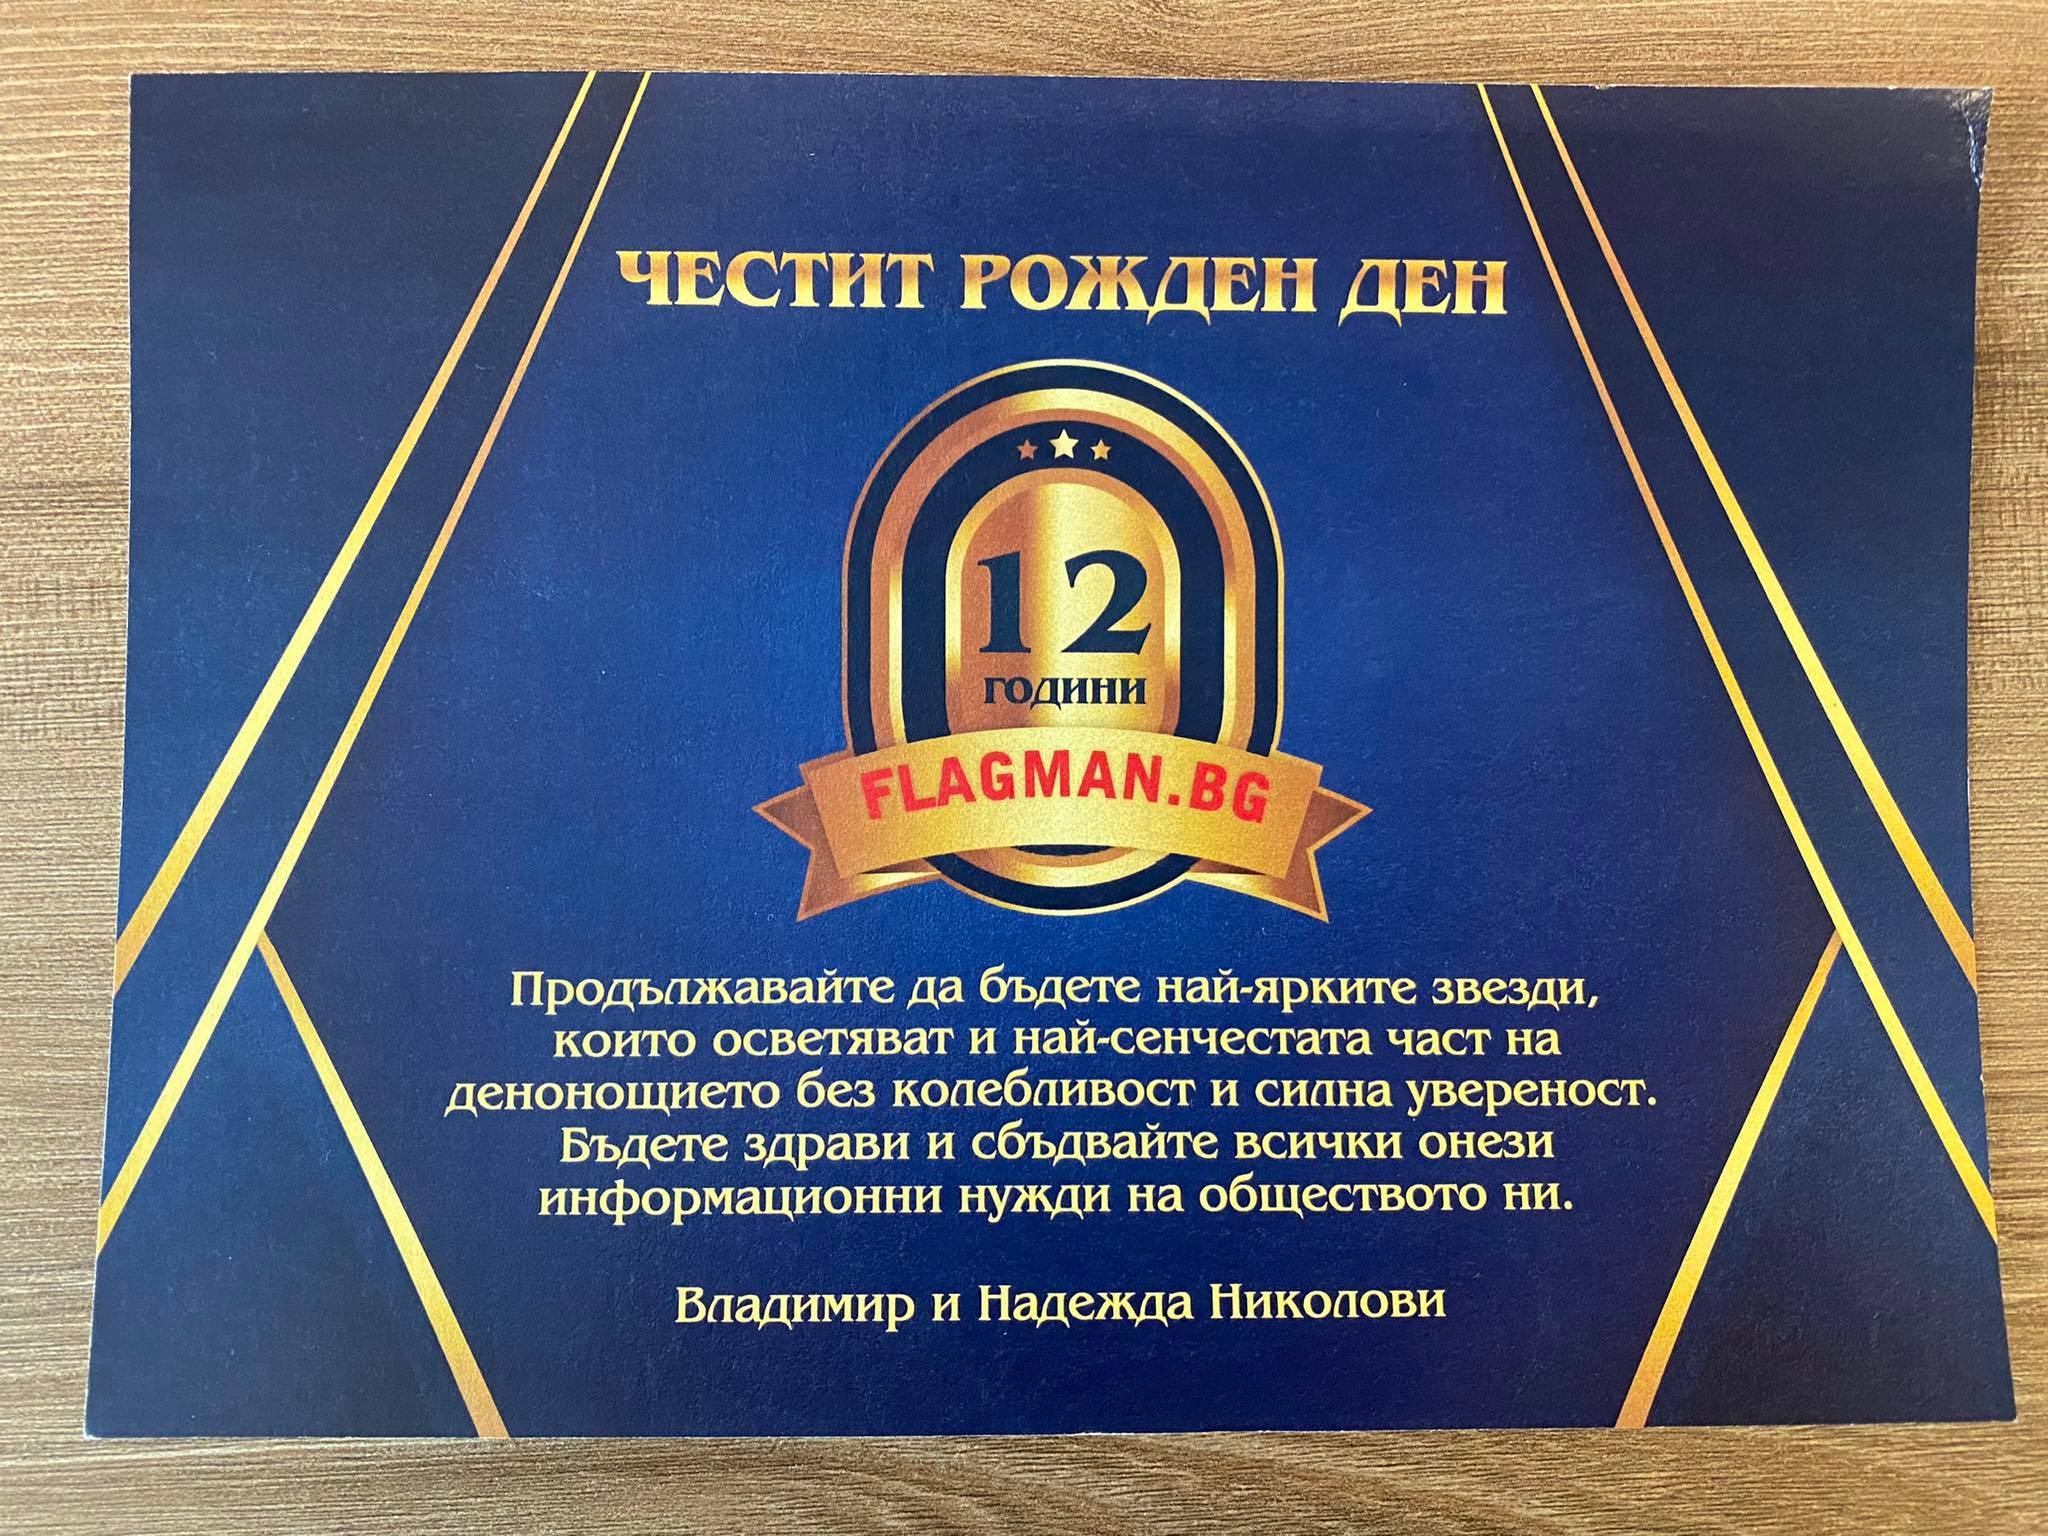 ЧЕСТИТ РОЖДЕН ДЕН
12
ГОДИНИ
FLAGMAN.BG
Продължавайте да бъдете най-ярките звезди,
които осветяват и най-сенчестата част на
денонощието без колебливост и силна увереност.
Бъдете здрави и сбъдвайте всички онези
информационни нужди на обществото ни.
Владимир и Надежда Николови